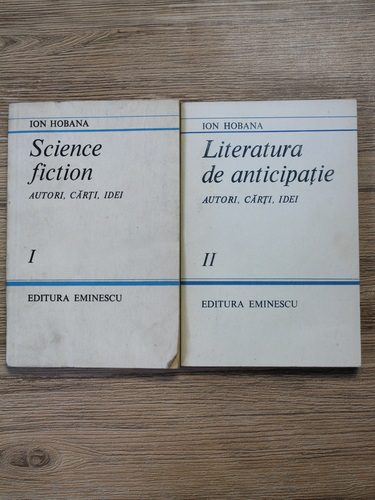 ION HOBANA
Science
fiction
AUTORI, CĂRȚI, IDEI
I
EDITURA EMINESCU
ION HOBANA
Literatura
de anticipație
AUTORI, CĂRȚI, IDEI
II
EDITURA EMINESCU